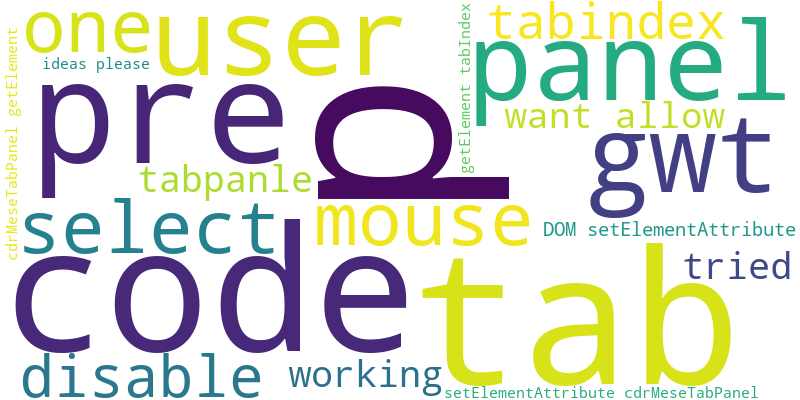 one
user
tabindex
ideas please
cdrMeseTabPanel getElement
getElement tabIndex
panel
pre
p
want allow
gwt
tabpanle
select
mouse
DOM setElementAttribute
code
tab
tried
disable
working
setElementAttribute cdrMeseTabPanel